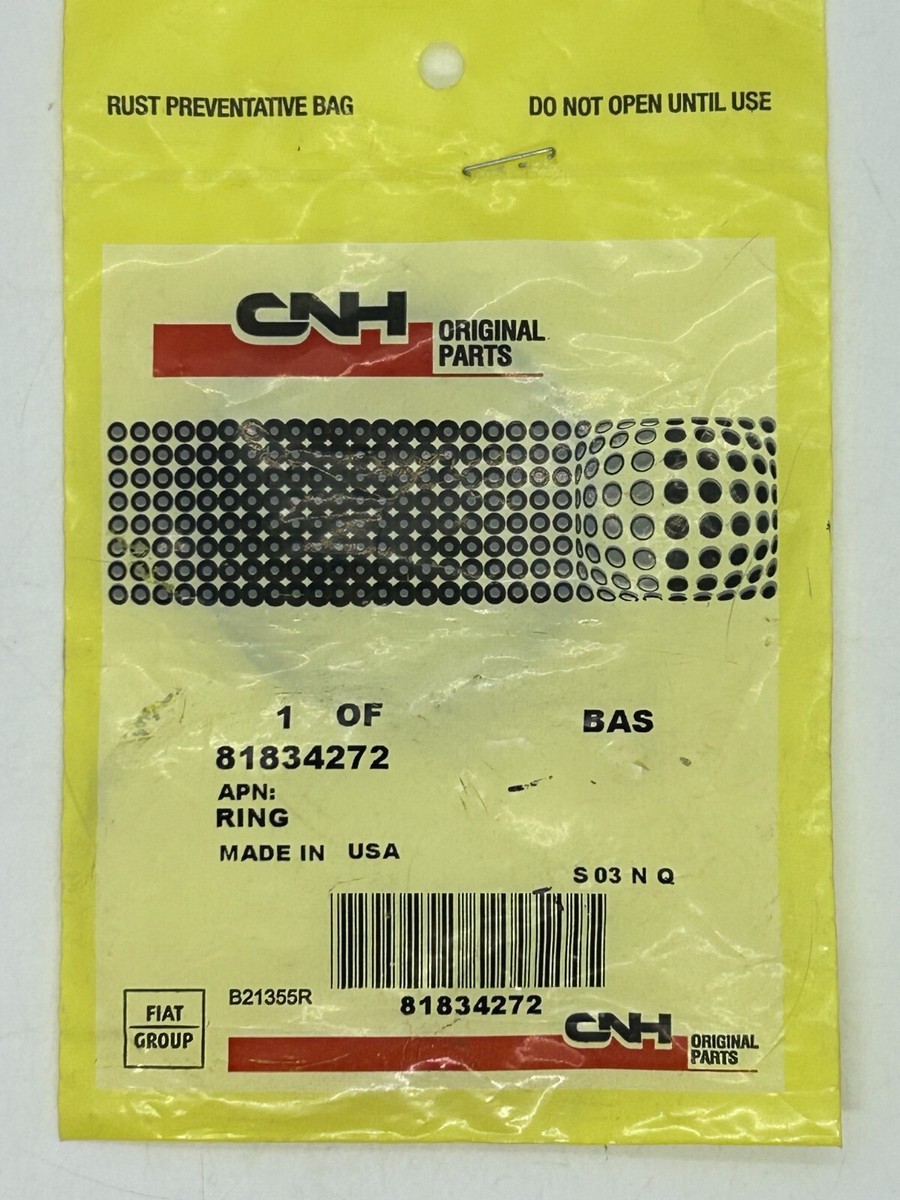 RUST PREVENTATIVE BAG DO NOT OPEN UNTIL USE
CNH ORIGINAL
PARTS
1 OF BAS
81834272
APN:
RING
MADE IN USA
S 03 N Q
B21355R
81834272
FIAT
GROUP
CNH ORIGINAL
PARTS